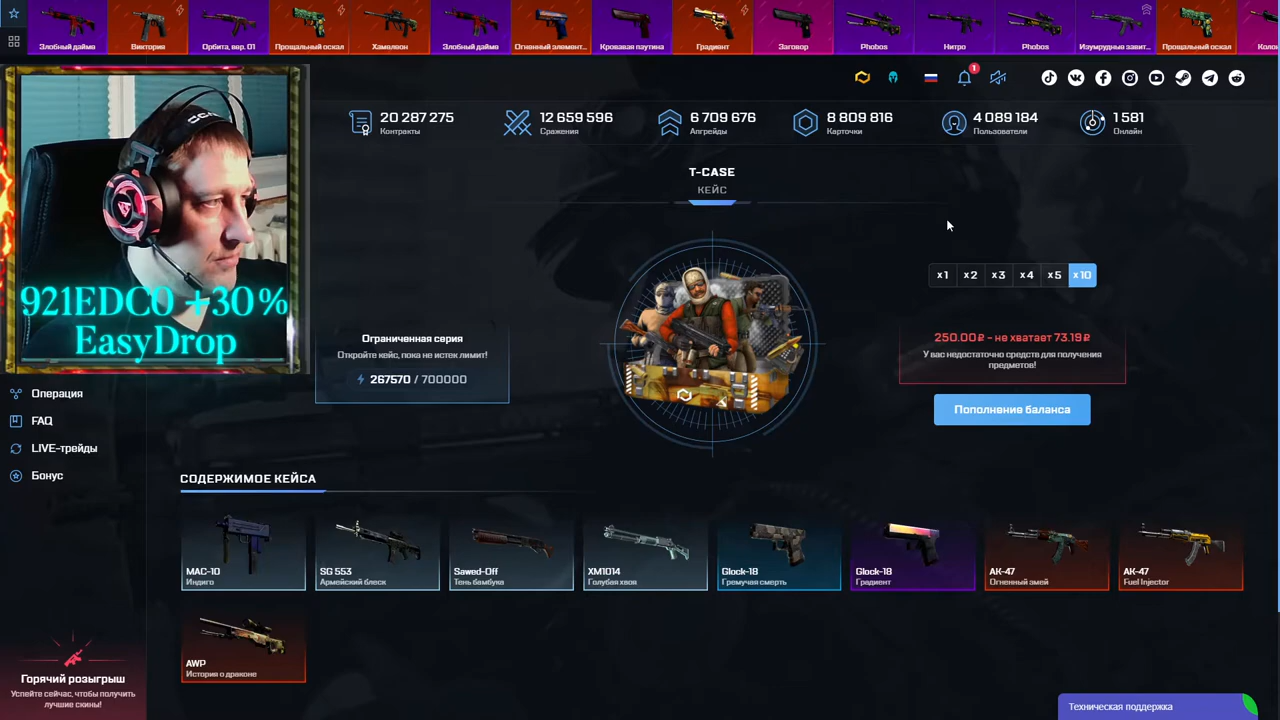 Злобный даймё
Виктория
Орбита, вер. 01
Прощальный оскал
Хамелеон
Злобный даймё
Огненный элемент...
Кровавая паутина
Градиент
Заговор
Phobos
Нитро
Phobos
Изумрудные завит...
Прощальный оскал
1
20 287 275
Контракты
12 659 596
Сражения
6 709 676
Апгрейды
8 809 816
Карточки
4 089 184
Пользователи
1 581
Онлайн
T-CASE
КЕЙС
921EDCO +30%
EasyDrop
x1 x2 x3 x4 x5 x10
Ограниченная серия
Откройте кейс, пока не истек лимит!
267570 / 700000
250.00 ₽ - не хватает 73.19 ₽
У вас недостаточно средств для получения
предметов!
Пополнение баланса
Операция
FAQ
LIVE-трейды
Бонус
СОДЕРЖИМОЕ КЕЙСА
MAC-10
Индиго
SG 553
Армейский блеск
Sawed-Off
Тень бамбука
XM1014
Голубая хвоя
Glock-18
Гремучая смерть
Glock-18
Градиент
AK-47
Огненный змей
AK-47
Fuel Injector
AWP
История о драконе
Горячий розыгрыш
Успейте сейчас, чтобы получить
лучшие скины!
Техническая поддержка